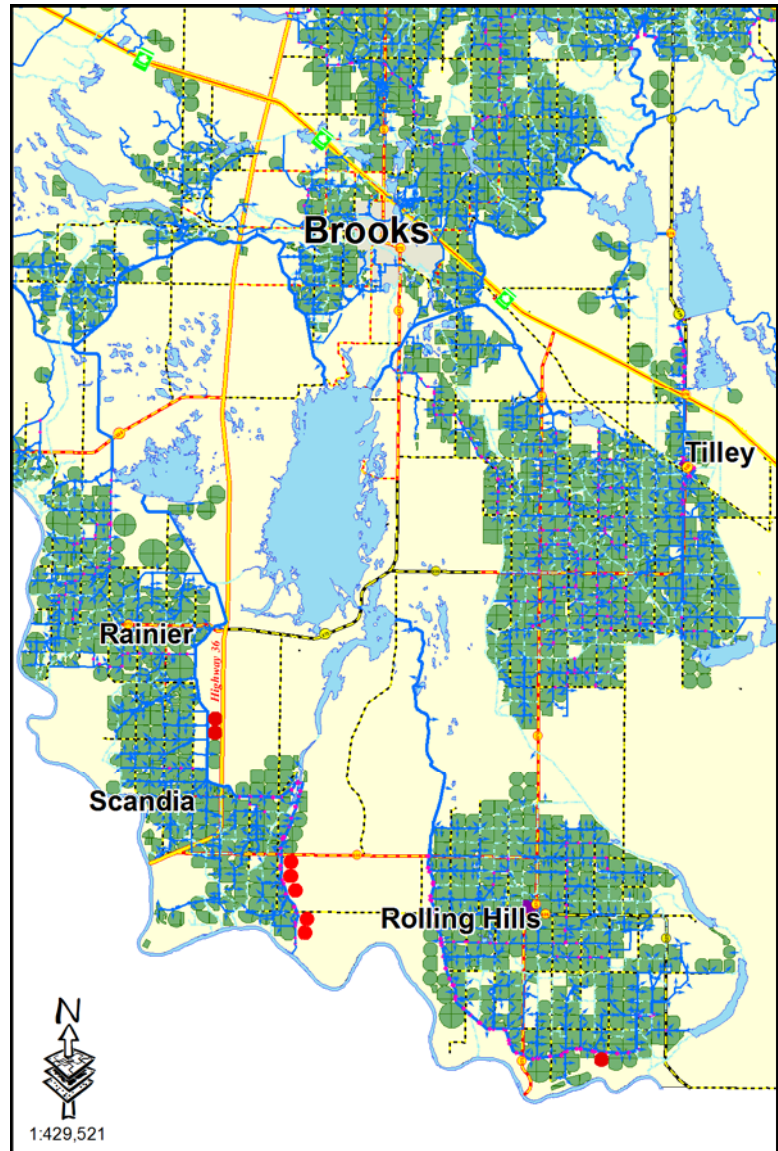 Brooks
Tilley
Rainier
Highway 36
Scandia
Rolling Hills
N
1:429,521